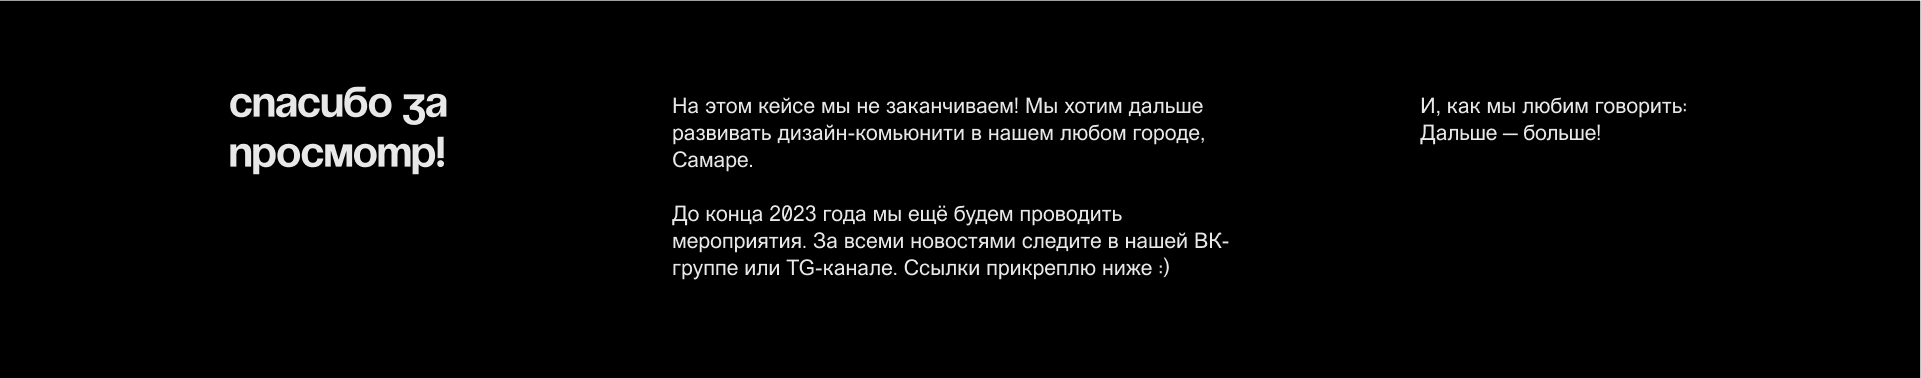 спасибо за
просмотр!
На этом кейсе мы не заканчиваем! Мы хотим дальше
развивать дизайн-комьюнити в нашем любом городе,
Самаре.
До конца 2023 года мы ещё будем проводить
мероприятия. За всеми новостями следите в нашей ВК-
группе или TG-канале. Ссылки прикреплю ниже :)
И, как мы любим говорить:
Дальше — больше!